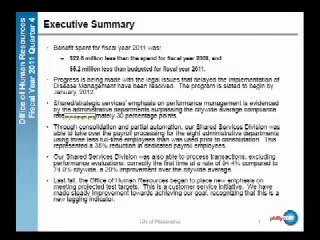 Office of Human Resources
Fiscal Year 2011 Quarter 4
Executive Summary
Benefit spent for fiscal year 2011 was:
– $22.6 million less than the spend for fiscal year 2009, and
– $8.2 million less than budgeted for fiscal year 2011.
Progress is being made with the legal issues that delayed the implementation of
Disease Management have been resolved. The program is slated to begin by
January, 2012.
Shared/strategic services' emphasis on performance management is evidenced
by the administrative departments surpassing the citywide average compliance
rate by approximately 30 percentage points.
Through consolidation and partial automation, our Shared Services Division was
able to take over the payroll processing for the eight administrative departments
using three less full-time employees than was used prior to consolidation. This
represented a 38% reduction in dedicated payroll employees.
Our Shared Services Division was also able to process transactions, excluding
performance evaluations, correctly the first time at a rate of 94.4% compared to
74.0% citywide, a 20% improvement over the citywide average.
Last fall, the Office of Human Resources began to place new emphasis on
meeting projected test targets. This is a customer service initiative. We have
made steady improvement towards achieving our goal, recognizing that this is a
new lagging indicator.
City of Philadelphia
1